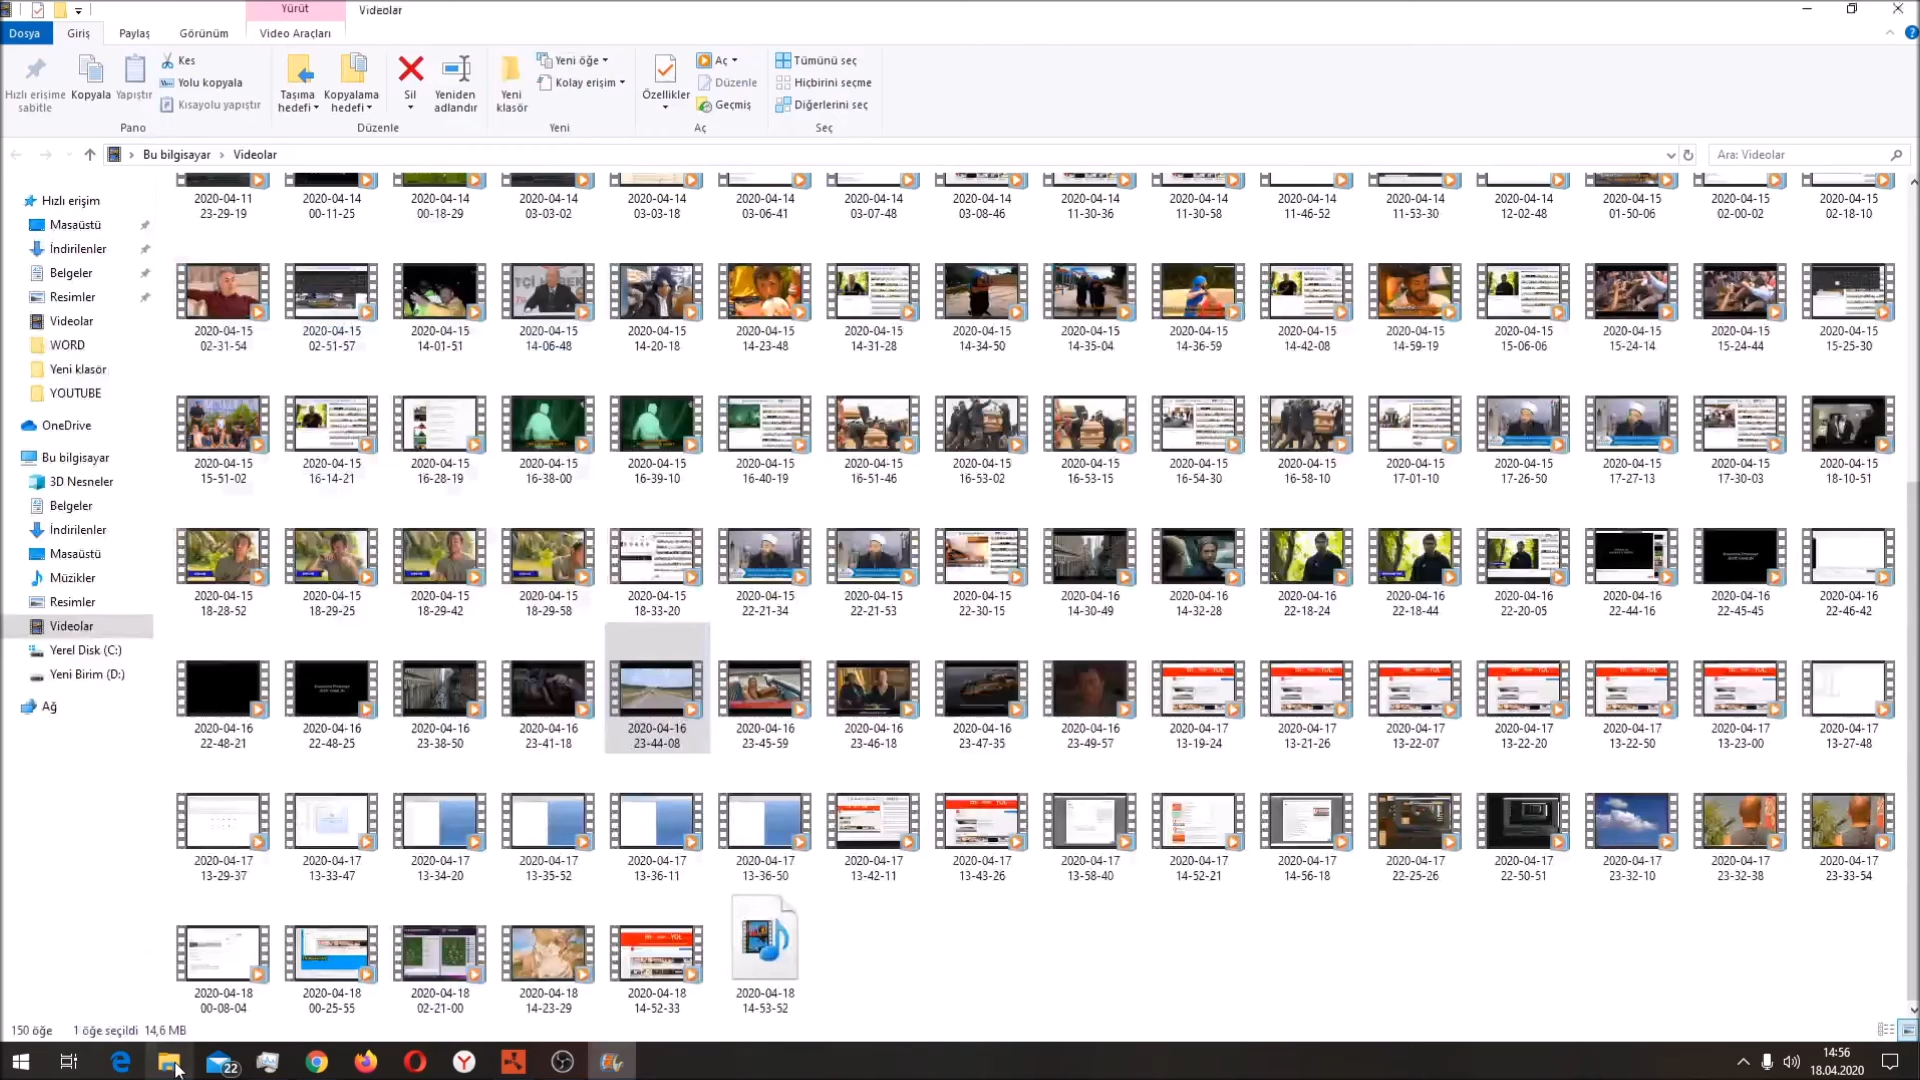 Yürüt
Videolar
Dosya
Giriş
Paylaş
Görünüm
Video Araçları
Hızlı erişime sabitle
Kopyala
Yapıştır
Kes
Yolu kopyala
Kısayolu yapıştır
Pano
Taşıma hedefi
Kopyalama hedefi
Sil
Yeniden adlandır
Düzenle
Yeni klasör
Yeni öğe
Kolay erişim
Yeni
Özellikler
Aç
Düzenle
Geçmiş
Aç
Tümünü seç
Hiçbirini seçme
Diğerlerini seç
Seç
Bu bilgisayar
Videolar
Ara: Videolar
Hızlı erişim
Masaüstü
İndirilenler
Belgeler
Resimler
Videolar
WORD
Yeni klasör
YOUTUBE
OneDrive
Bu bilgisayar
3D Nesneler
Belgeler
İndirilenler
Masaüstü
Müzikler
Resimler
Videolar
Yerel Disk (C:)
Yeni Birim (D:)
Ağ
2020-04-11 2020-04-14 2020-04-14 2020-04-14 2020-04-14 2020-04-14 2020-04-14 2020-04-14 2020-04-14 2020-04-14 2020-04-14 2020-04-14 2020-04-14 2020-04-15 2020-04-15 2020-04-15
23-29-19 00-11-25 00-18-29 03-03-02 03-03-18 03-06-41 03-07-48 03-08-46 11-30-36 11-30-58 11-46-52 11-53-30 12-02-48 01-50-06 02-00-02 02-18-10
2020-04-15 2020-04-15 2020-04-15 2020-04-15 2020-04-15 2020-04-15 2020-04-15 2020-04-15 2020-04-15 2020-04-15 2020-04-15 2020-04-15 2020-04-15 2020-04-15 2020-04-15 2020-04-15
02-31-54 02-51-57 14-01-51 14-06-48 14-20-18 14-23-48 14-31-28 14-34-50 14-35-04 14-36-59 14-42-08 14-59-19 15-06-06 15-24-14 15-24-44 15-25-30
2020-04-15 2020-04-15 2020-04-15 2020-04-15 2020-04-15 2020-04-15 2020-04-15 2020-04-15 2020-04-15 2020-04-15 2020-04-15 2020-04-15 2020-04-15 2020-04-15 2020-04-15 2020-04-15
15-51-02 16-14-21 16-28-19 16-38-00 16-39-10 16-40-19 16-51-46 16-53-02 16-53-15 16-54-30 16-58-10 17-01-10 17-26-50 17-27-13 17-30-03 18-10-51
2020-04-15 2020-04-15 2020-04-15 2020-04-15 2020-04-15 2020-04-15 2020-04-15 2020-04-15 2020-04-16 2020-04-16 2020-04-16 2020-04-16 2020-04-16 2020-04-16 2020-04-16 2020-04-16
18-28-52 18-29-25 18-29-42 18-29-58 18-33-20 22-21-34 22-21-53 22-30-15 14-30-49 14-32-28 22-18-24 22-18-44 22-20-05 22-44-16 22-45-45 22-46-42
2020-04-16 2020-04-16 2020-04-16 2020-04-16 2020-04-16 2020-04-16 2020-04-16 2020-04-16 2020-04-16 2020-04-17 2020-04-17 2020-04-17 2020-04-17 2020-04-17 2020-04-17 2020-04-17
22-48-21 22-48-25 23-38-50 23-41-18 23-44-08 23-45-59 23-46-18 23-47-35 23-49-57 13-19-24 13-21-26 13-22-07 13-22-20 13-22-50 13-23-00 13-27-48
2020-04-17 2020-04-17 2020-04-17 2020-04-17 2020-04-17 2020-04-17 2020-04-17 2020-04-17 2020-04-17 2020-04-17 2020-04-17 2020-04-17 2020-04-17 2020-04-17 2020-04-17 2020-04-17
13-29-37 13-33-47 13-34-20 13-35-52 13-36-11 13-36-50 13-42-11 13-43-26 13-58-40 14-52-21 14-56-18 22-25-26 22-50-51 23-32-10 23-32-38 23-33-54
2020-04-18 2020-04-18 2020-04-18 2020-04-18 2020-04-18 2020-04-18
00-08-04 00-25-55 02-21-00 14-23-29 14-52-33 14-53-52
150 öğe 1 öğe seçildi 14,6 MB
22
14:56
18.04.2020